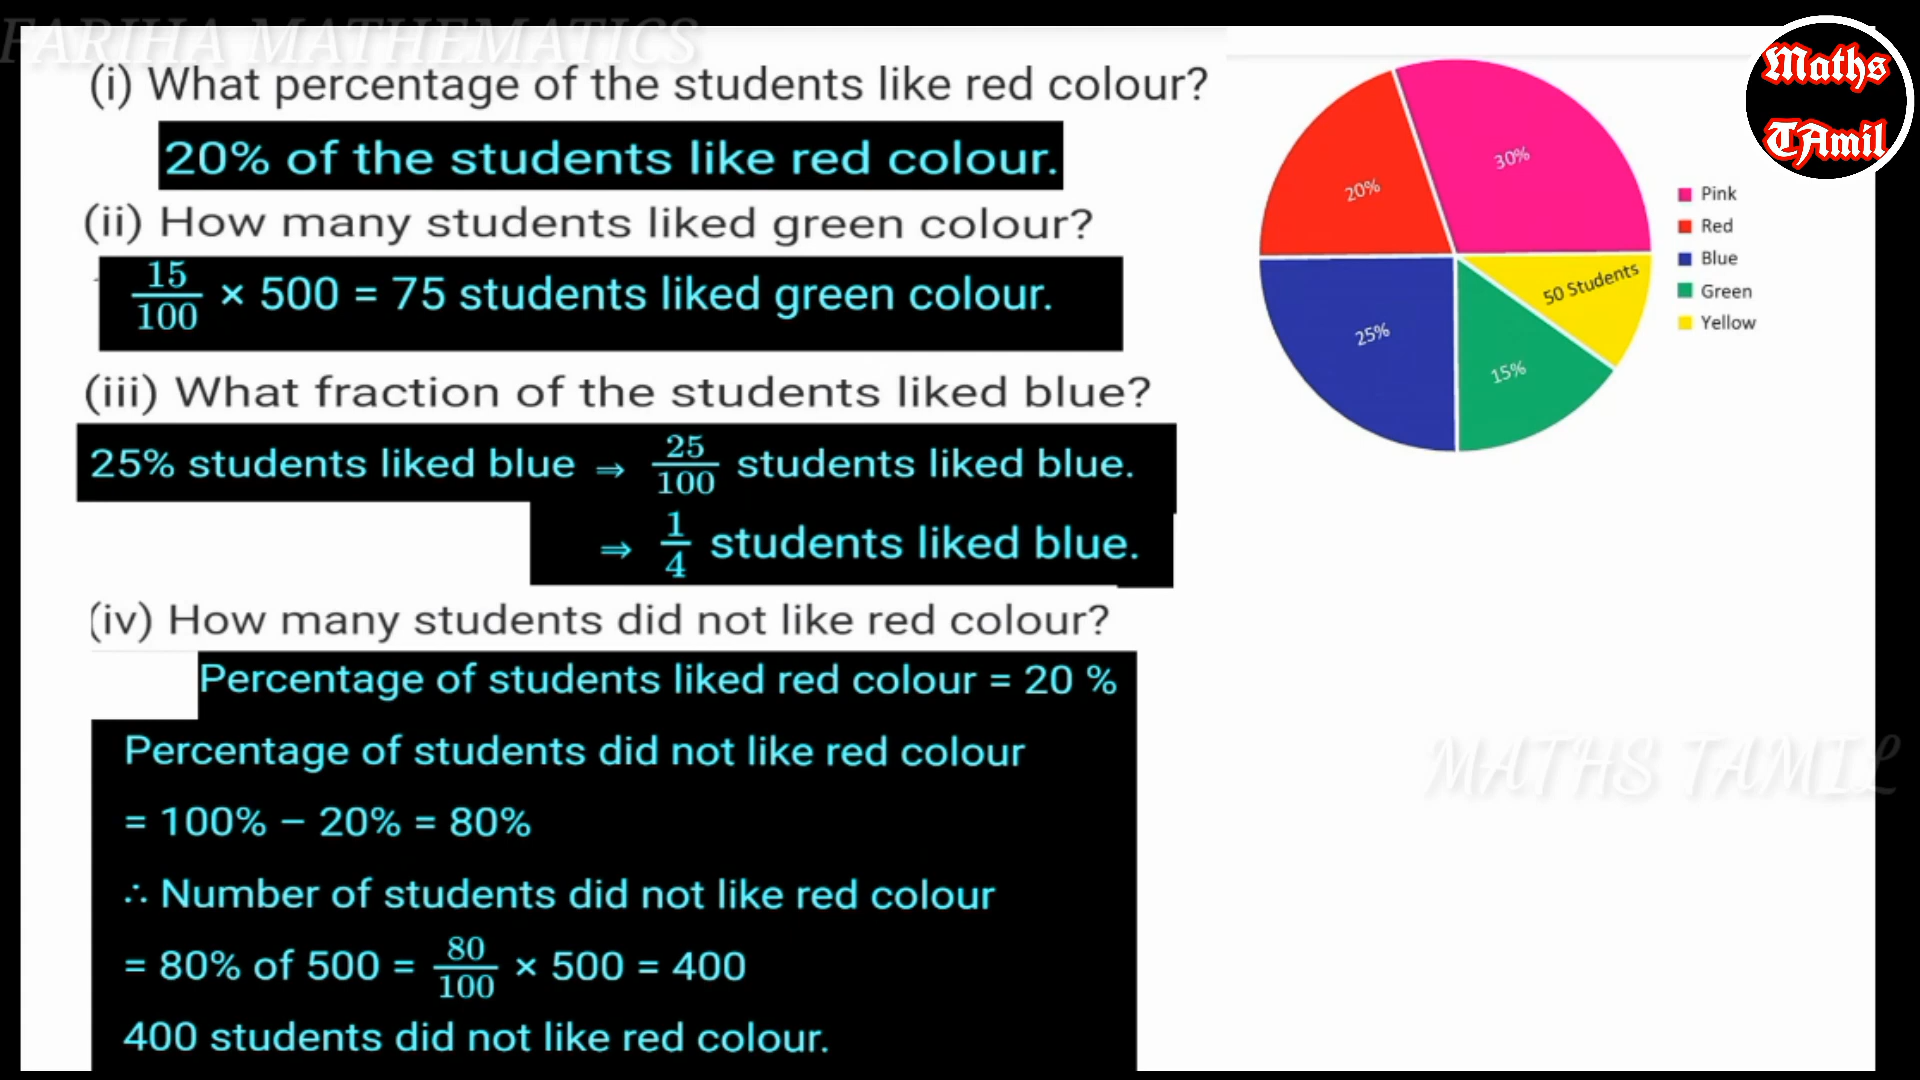 FARIHA MATHEMATICS
(i) What percentage of the students like red colour?
20% of the students like red colour.
(ii) How many students liked green colour?
15/100 × 500 = 75 students liked green colour.
(iii) What fraction of the students liked blue?
25% students liked blue ⇒ 25/100 students liked blue.
⇒ 1/4 students liked blue.
(iv) How many students did not like red colour?
Percentage of students liked red colour = 20 %
Percentage of students did not like red colour
= 100% – 20% = 80%
∴ Number of students did not like red colour
= 80% of 500 = 80/100 × 500 = 400
400 students did not like red colour.
30%
20%
50 Students
25%
15%
Pink
Red
Blue
Green
Yellow
Maths
TAmil
MATHS TAMIL